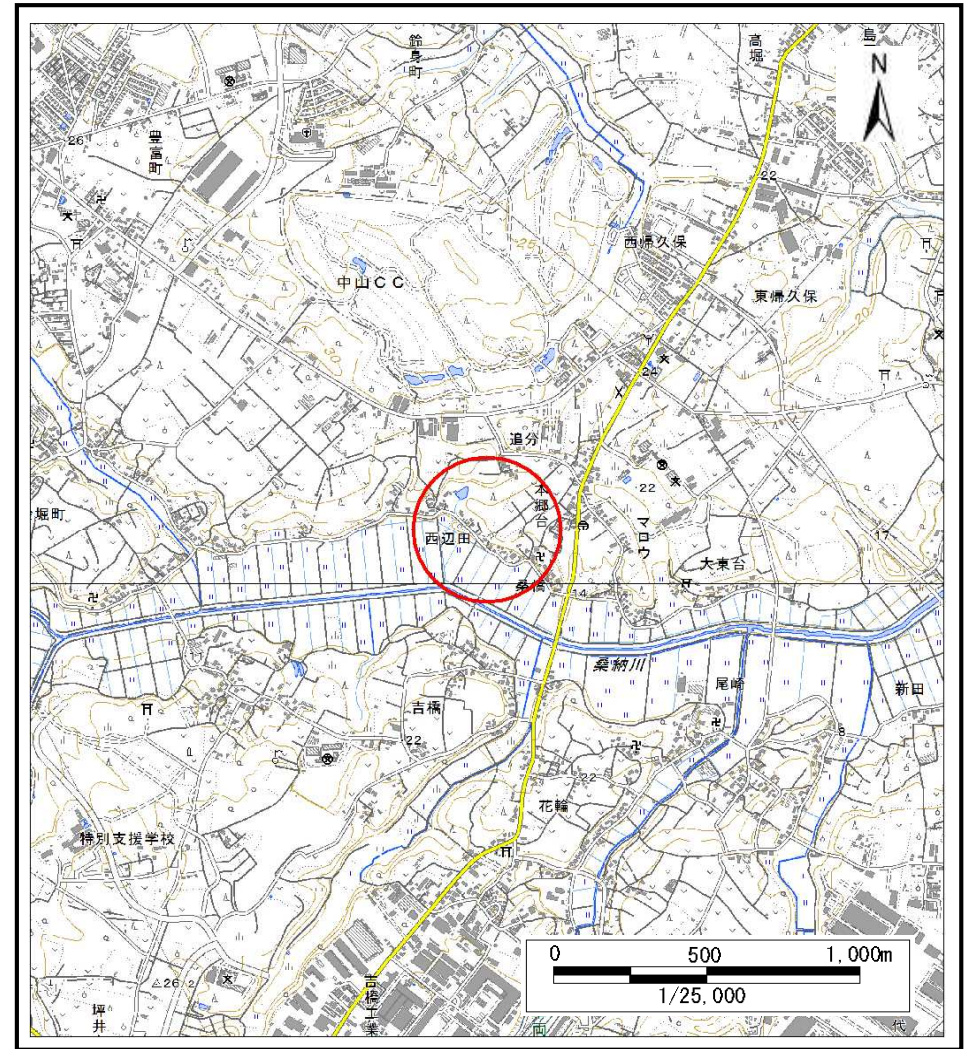 鈴身町
高堀
島
N
豊富町
26
22
西帰久保
25
中山CC
東帰久保
20
30
24
追分
本郷台
22
マロウ
堀町
西辺田
17
大東台
桑橋
14
桑納川
尾崎
新田
吉橋
22
8
22
花輪
特別支援学校
26.2
坪井
吉橋工業
両
代
0 500 1,000m
1/25,000